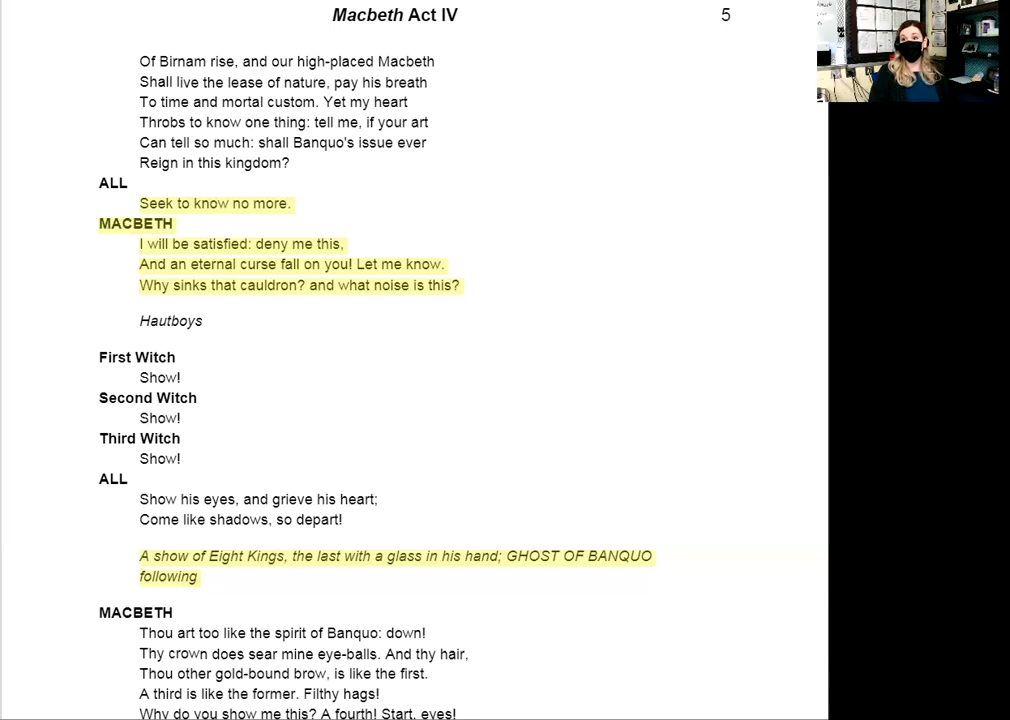 Macbeth Act IV 5
Of Birnam rise, and our high-placed Macbeth
Shall live the lease of nature, pay his breath
To time and mortal custom. Yet my heart
Throbs to know one thing: tell me, if your art
Can tell so much: shall Banquo's issue ever
Reign in this kingdom?
ALL
Seek to know no more.
MACBETH
I will be satisfied: deny me this,
And an eternal curse fall on you! Let me know.
Why sinks that cauldron? and what noise is this?
Hautboys
First Witch
Show!
Second Witch
Show!
Third Witch
Show!
ALL
Show his eyes, and grieve his heart;
Come like shadows, so depart!
A show of Eight Kings, the last with a glass in his hand; GHOST OF BANQUO
following
MACBETH
Thou art too like the spirit of Banquo: down!
Thy crown does sear mine eye-balls. And thy hair,
Thou other gold-bound brow, is like the first.
A third is like the former. Filthy hags!
Why do you show me this? A fourth! Start, eyes!